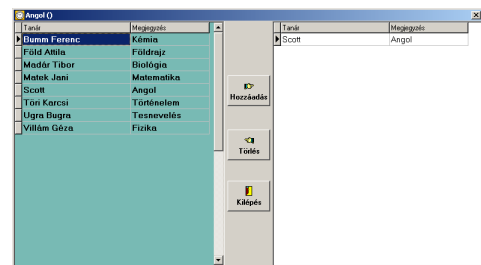 Angol ()
Tanár Megjegyzés
Bumm Ferenc Kémia
Föld Attila Földrajz
Madár Tibor Biológia
Matek Jani Matematika
Scott Angol
Töri Karcsi Történelem
Ugra Bugra Tesnevelés
Villám Géza Fizika
Hozzáadás
Törlés
Kilépés
Tanár Megjegyzés
Scott Angol